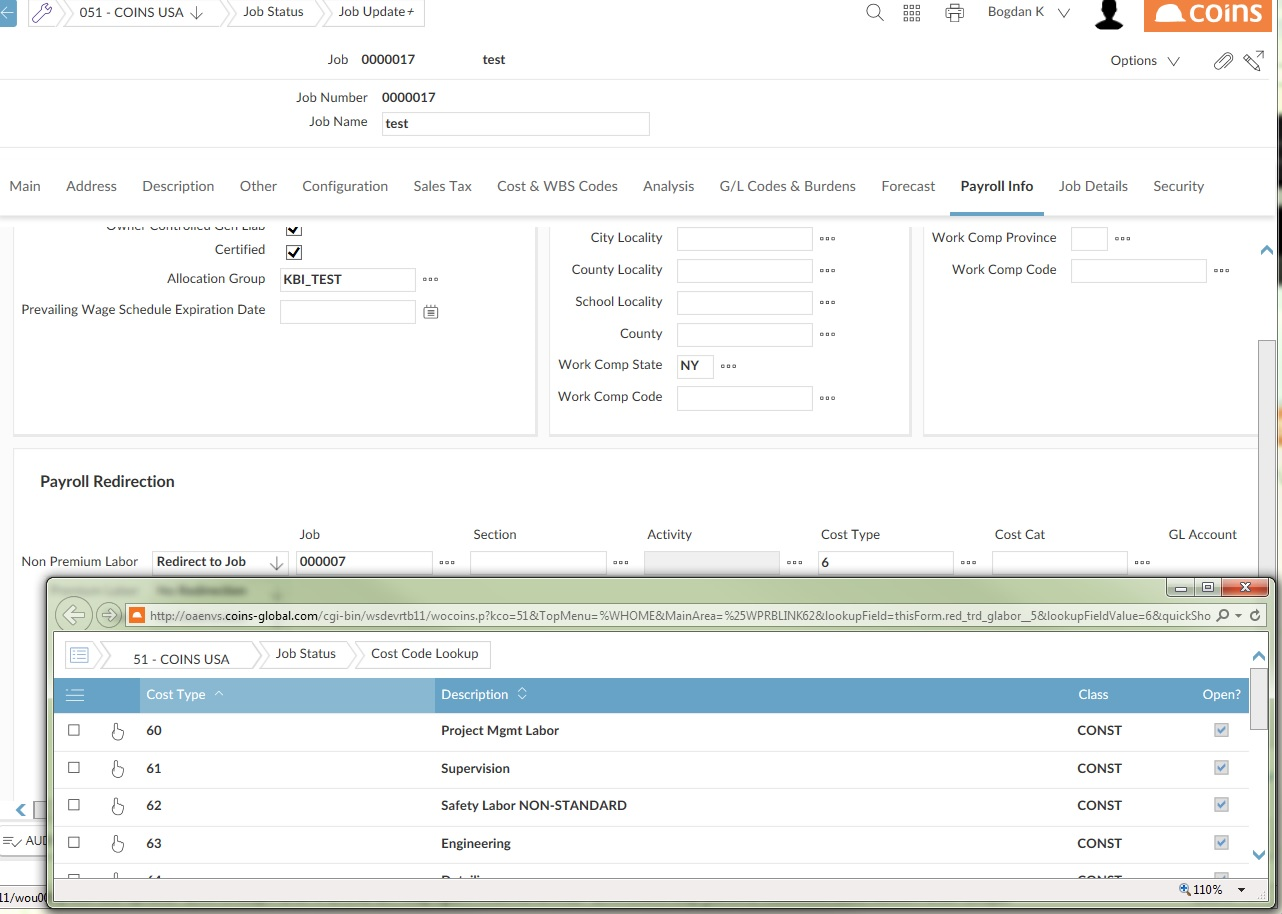 051 - COINS USA
Job Status
Job Update+
Bogdan K
coins
Job 0000017 test
Options
Job Number 0000017
Job Name test
Main Address Description Other Configuration Sales Tax Cost & WBS Codes Analysis G/L Codes & Burdens Forecast Payroll Info Job Details Security
Owner Controlled Gen Liab
Certified
Allocation Group KBI_TEST
Prevailing Wage Schedule Expiration Date
City Locality
County Locality
School Locality
County
Work Comp State NY
Work Comp Code
Work Comp Province
Work Comp Code
Payroll Redirection
Job Section Activity Cost Type Cost Cat GL Account
Non Premium Labor Redirect to Job 000007 6
Premium Labor No Redirection
http://oaenvs.coins-global.com/cgi-bin/wsdevrtb11/wocoins.p?kco=51&TopMenu=%WHOME&MainArea=%25WPRBLINK62&lookupField=thisForm.red_trd_glabor__5&lookupFieldValue=6&quickSho
51 - COINS USA
Job Status
Cost Code Lookup
Cost Type Description Class Open?
60 Project Mgmt Labor CONST
61 Supervision CONST
62 Safety Labor NON-STANDARD CONST
63 Engineering CONST
AUD
11/wou00
110%